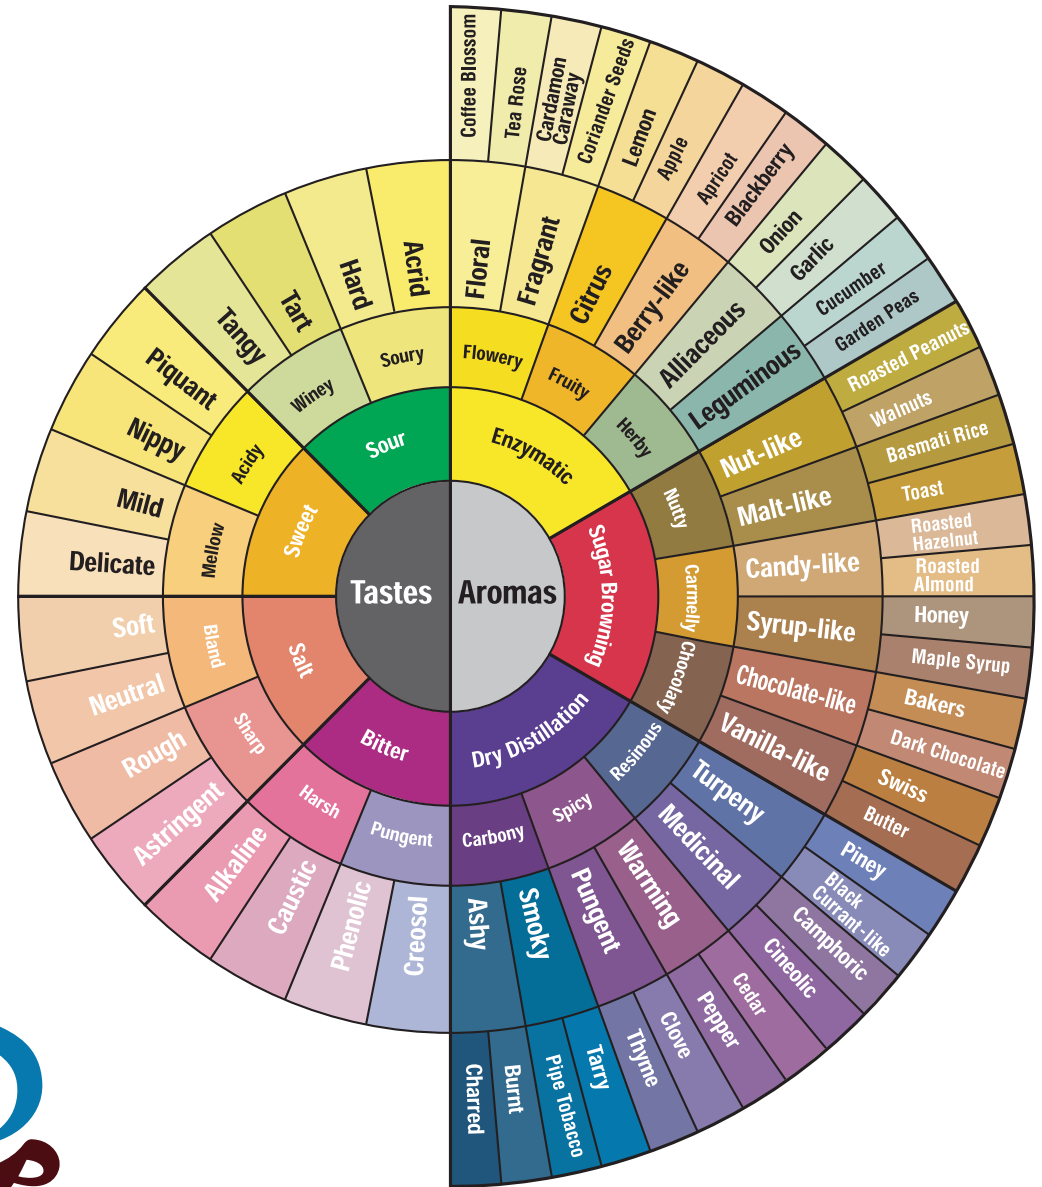 Tastes
Aromas
Sour
Sweet
Salt
Bitter
Enzymatic
Sugar Browning
Dry Distillation
Soury
Winey
Acidy
Mellow
Bland
Sharp
Harsh
Pungent
Acrid
Hard
Tart
Tangy
Piquant
Nippy
Mild
Delicate
Soft
Neutral
Rough
Astringent
Alkaline
Caustic
Phenolic
Creosol
Flowery
Fruity
Herby
Nutty
Carmelly
Chocolaty
Resinous
Spicy
Carbony
Floral
Fragrant
Citrus
Berry-like
Alliaceous
Leguminous
Nut-like
Malt-like
Candy-like
Syrup-like
Chocolate-like
Vanilla-like
Turpeny
Medicinal
Warming
Pungent
Smoky
Ashy
Coffee Blossom
Tea Rose
Cardamon
Caraway
Coriander Seeds
Lemon
Apple
Apricot
Blackberry
Onion
Garlic
Cucumber
Garden Peas
Roasted Peanuts
Walnuts
Basmati Rice
Toast
Roasted
Hazelnut
Roasted
Almond
Honey
Maple Syrup
Bakers
Dark Chocolate
Swiss
Butter
Piney
Black
Currant-like
Camphoric
Cineolic
Cedar
Pepper
Clove
Thyme
Tarry
Pipe Tobacco
Burnt
Charred